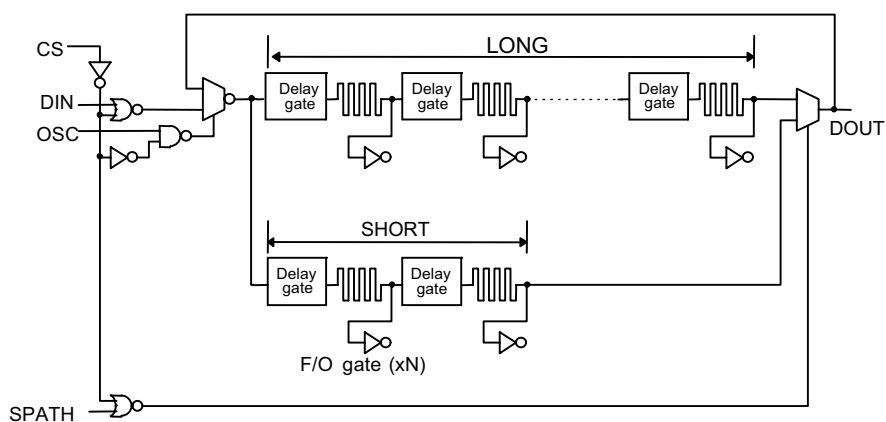 CS
LONG
Delay
gate
Delay
gate
Delay
gate
DIN
OSC
DOUT
SHORT
Delay
gate
Delay
gate
F/O gate (xN)
SPATH